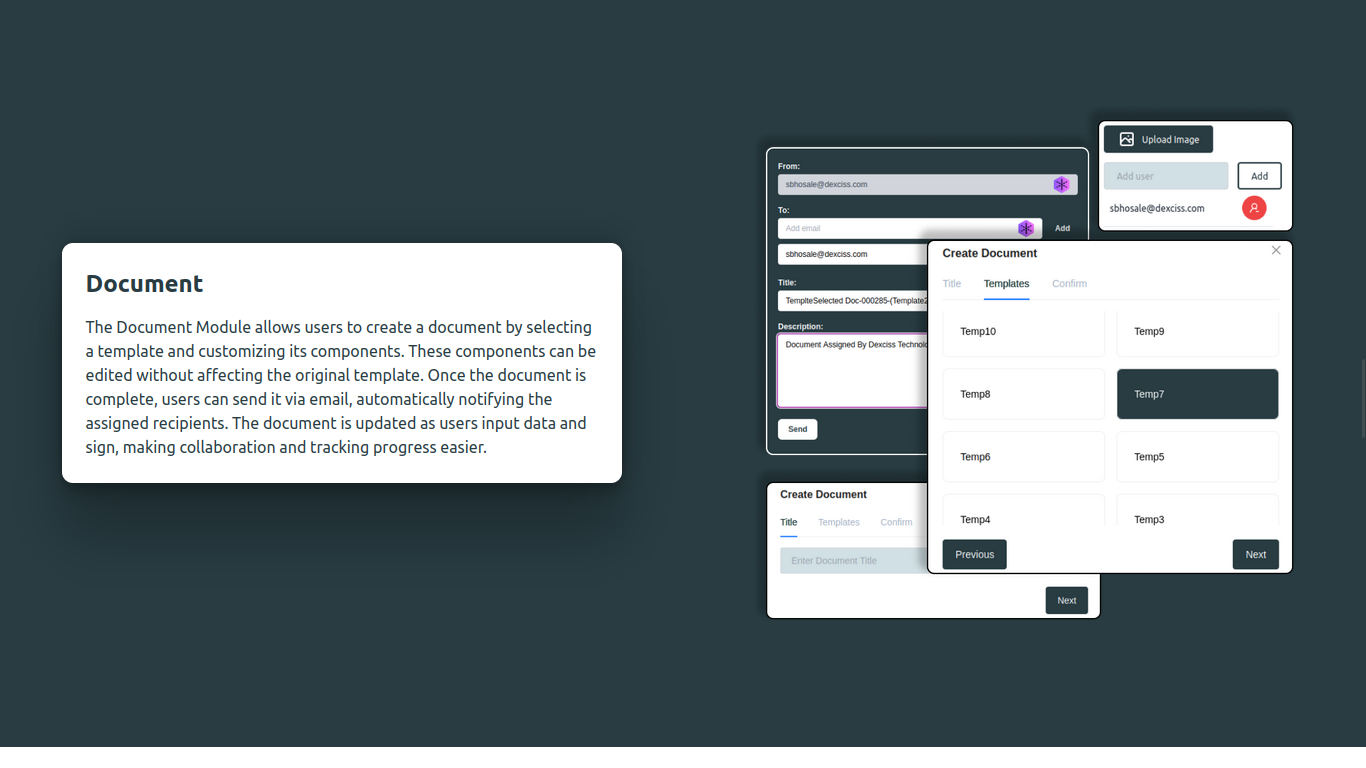 Document
The Document Module allows users to create a document by selecting
a template and customizing its components. These components can be
edited without affecting the original template. Once the document is
complete, users can send it via email, automatically notifying the
assigned recipients. The document is updated as users input data and
sign, making collaboration and tracking progress easier.
From:
sbhosale@dexciss.com
To:
Add email
Add
sbhosale@dexciss.com
Title:
TemplteSelected Doc-000285-(Template2
Description:
Document Assigned By Dexciss Technolo
Send
Upload Image
Add user
Add
sbhosale@dexciss.com
Create Document
Title Templates Confirm
Temp10 Temp9
Temp8 Temp7
Temp6 Temp5
Temp4 Temp3
Previous Next
Create Document
Title Templates Confirm
Enter Document Title
Next